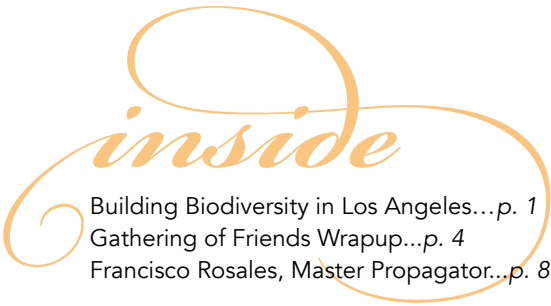 inside
Building Biodiversity in Los Angeles...p. 1
Gathering of Friends Wrapup...p. 4
Francisco Rosales, Master Propagator...p. 8